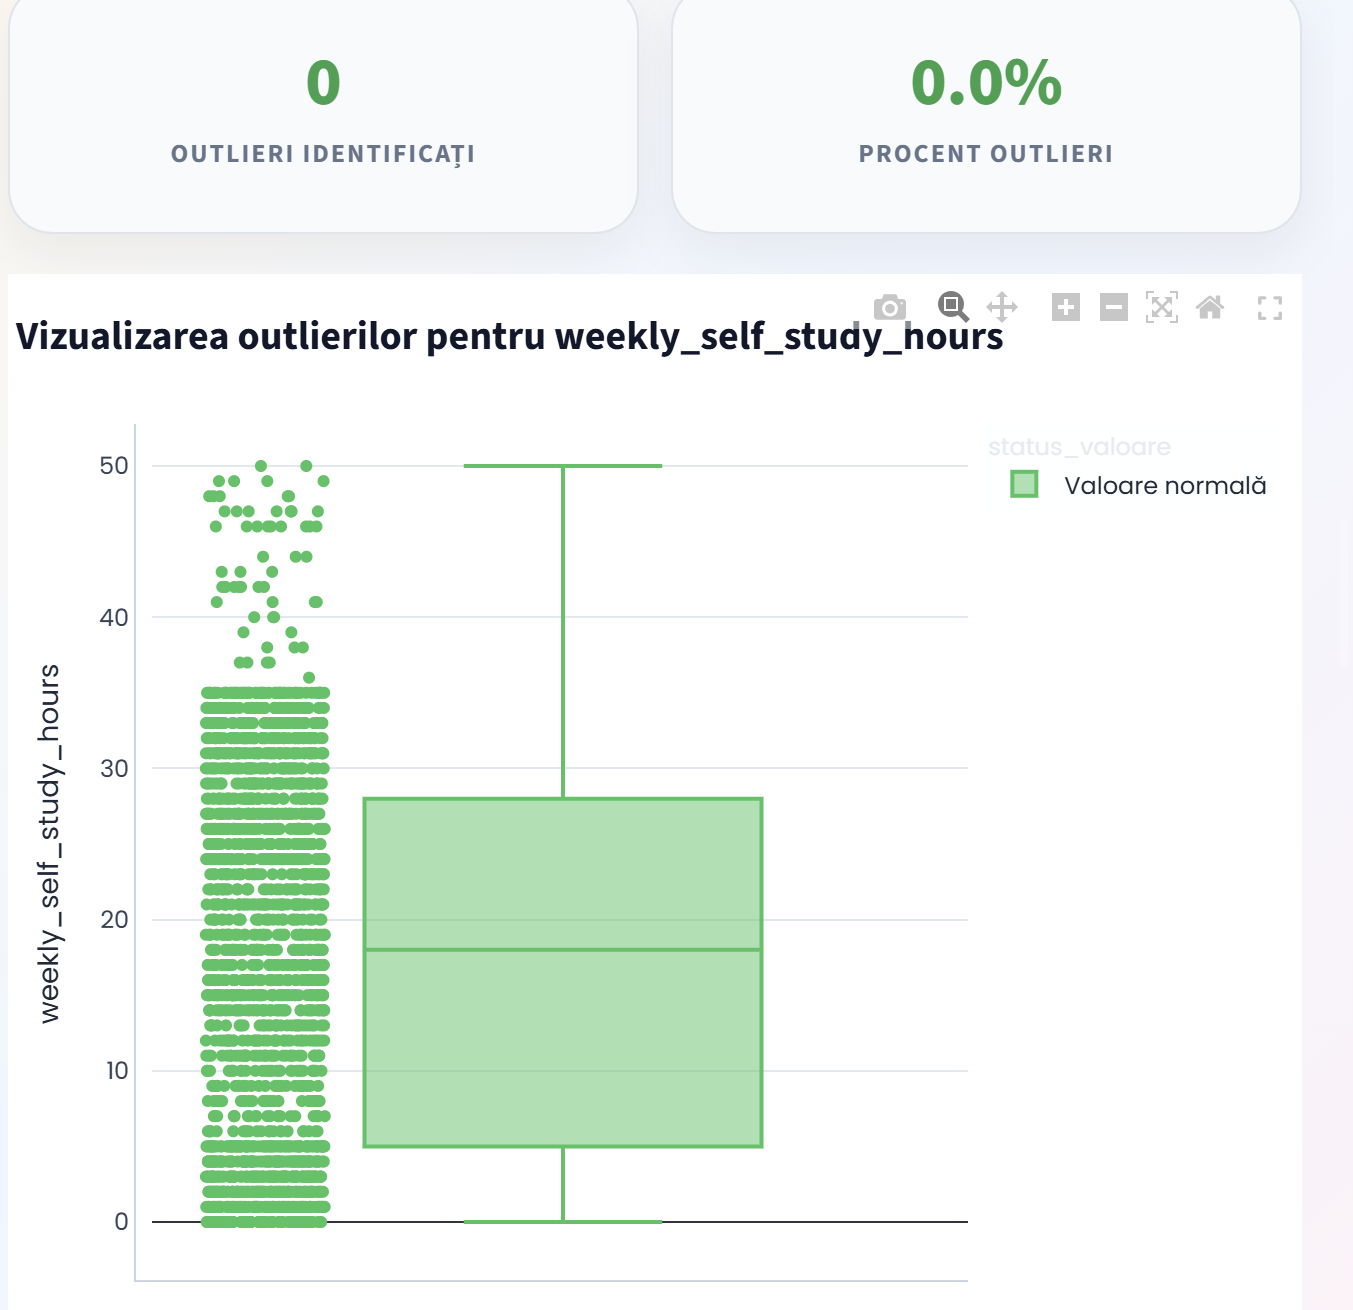 0
OUTLIERI IDENTIFICAȚI
0.0%
PROCENT OUTLIERI
Vizualizarea outlierilor pentru weekly_self_study_hours
status_valoare
Valoare normală
weekly_self_study_hours
50
40
30
20
10
0